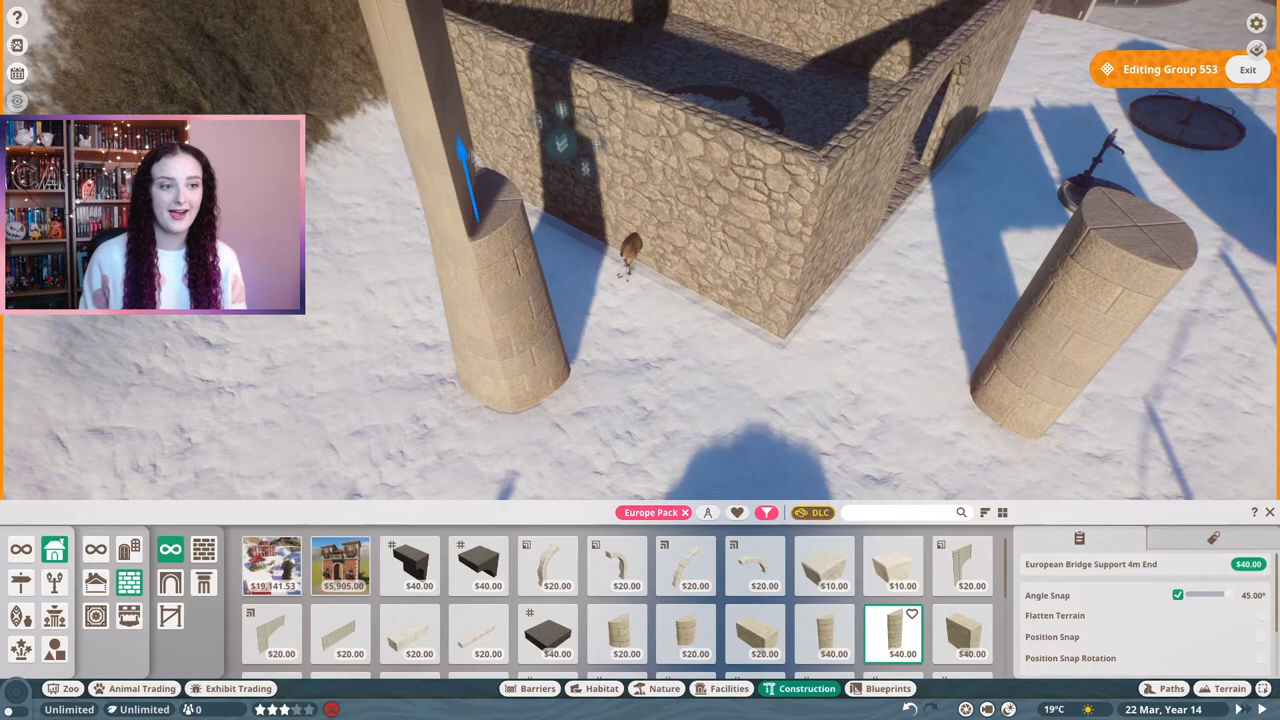 Editing Group 553
Exit
Europe Pack
DLC
$19,141.53
$5,905.00
$40.00
$40.00
$20.00
$20.00
$20.00
$20.00
$10.00
$10.00
$20.00
$20.00
$20.00
$20.00
$20.00
$40.00
$20.00
$20.00
$20.00
$40.00
$40.00
$40.00
European Bridge Support 4m End
$40.00
Angle Snap
45.00°
Flatten Terrain
Position Snap
Position Snap Rotation
Zoo
Animal Trading
Exhibit Trading
Barriers
Habitat
Nature
Facilities
Construction
Blueprints
Paths
Terrain
Unlimited
Unlimited
0
19°C
22 Mar, Year 14